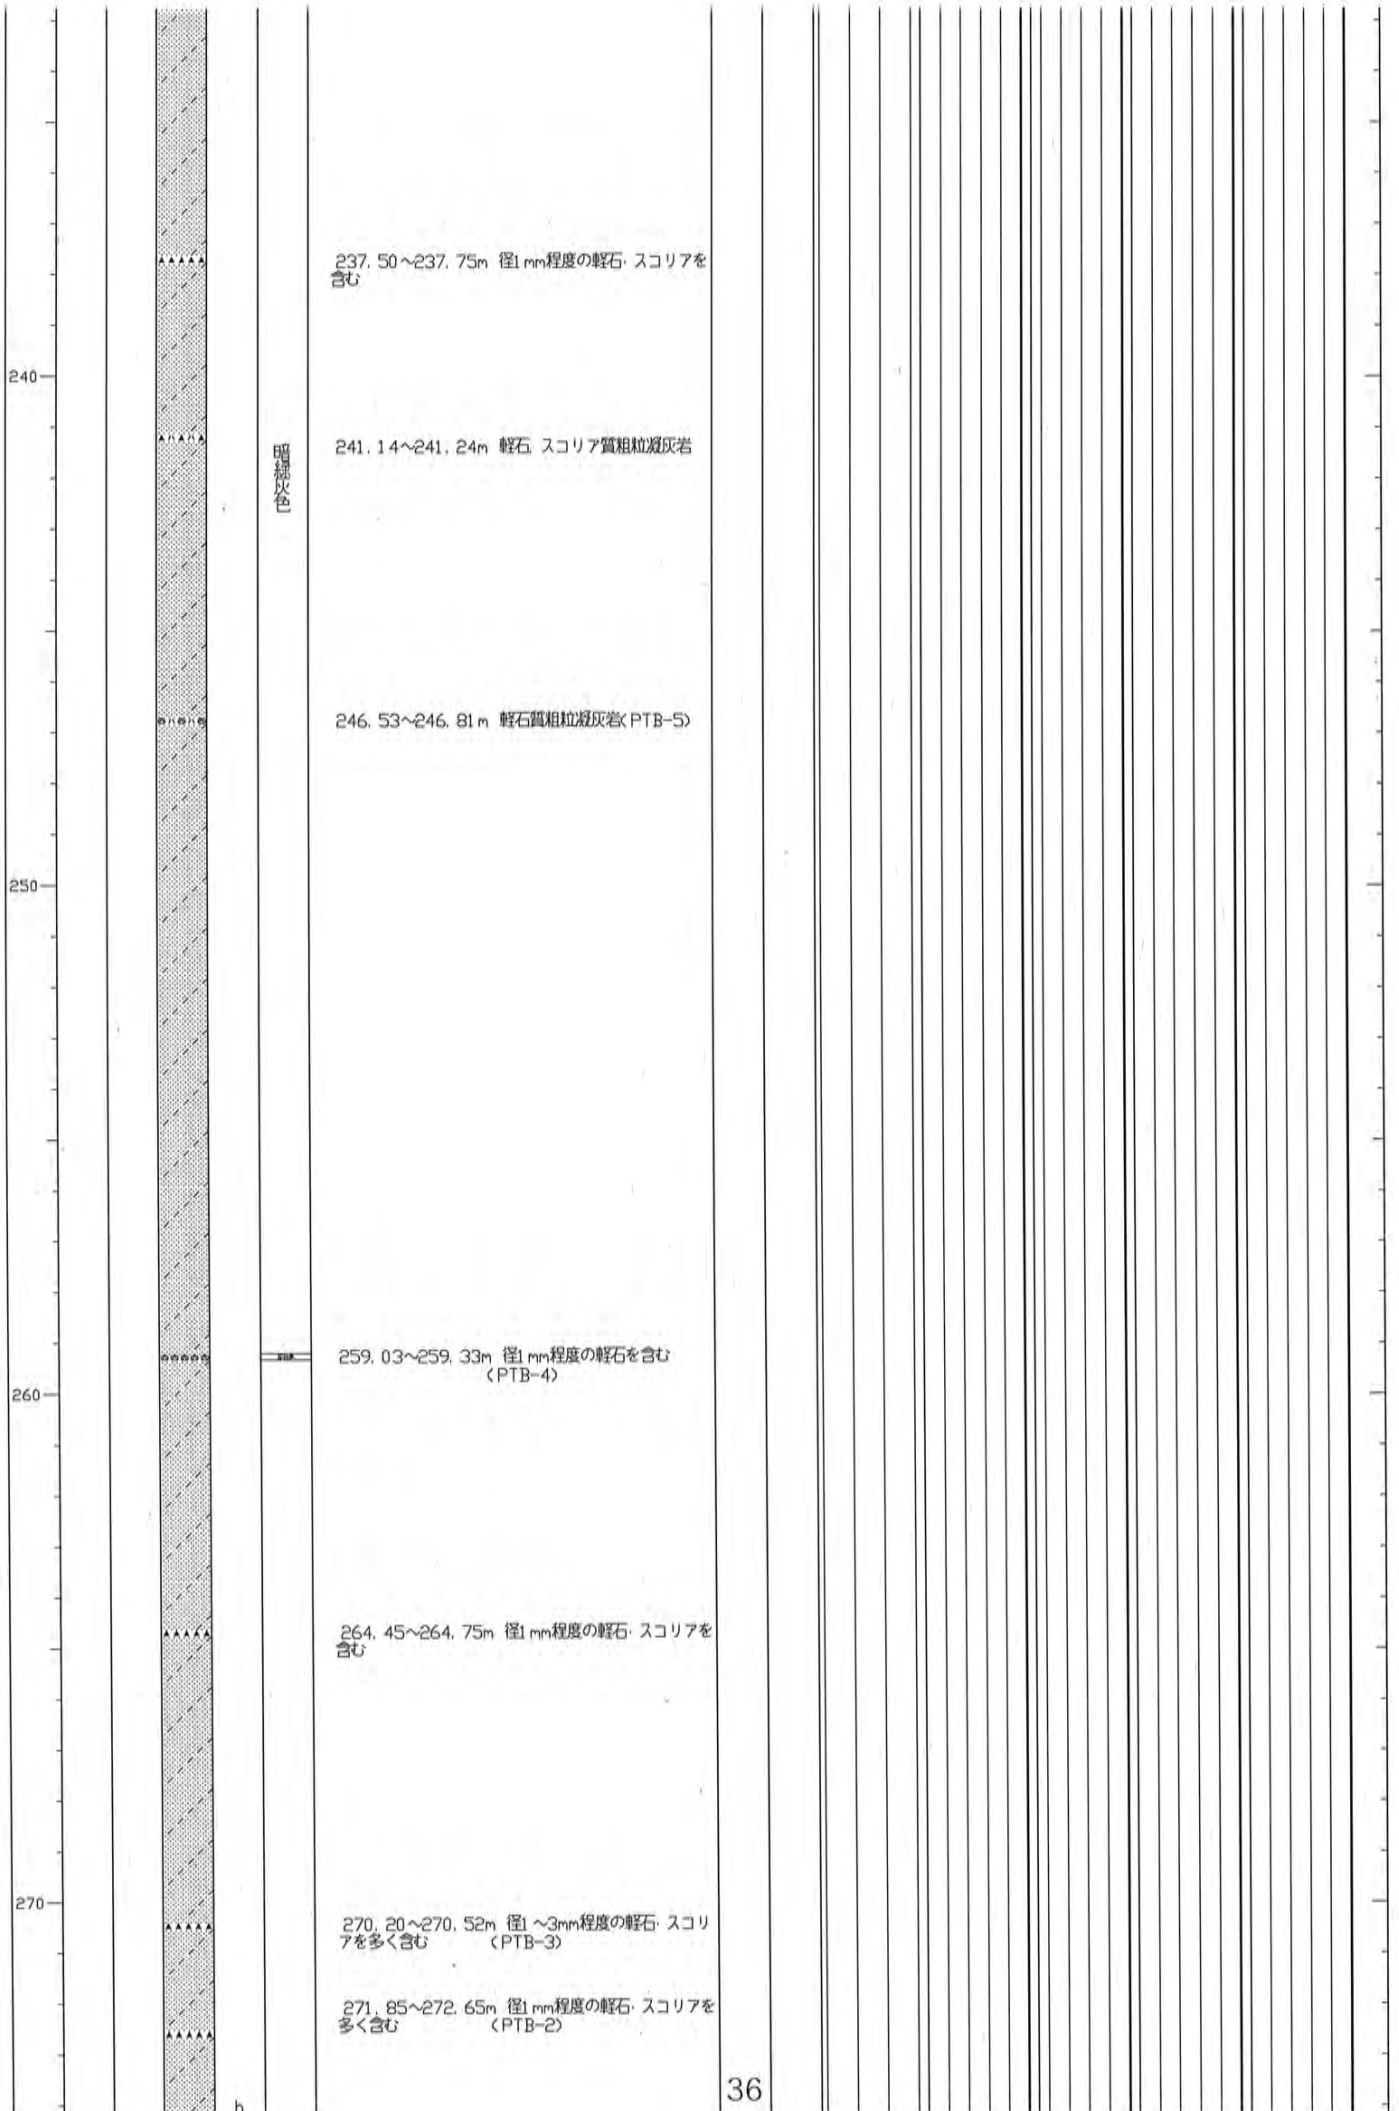 237. 50～237. 75m 径1mm程度の軽石・スコリアを
含む
240
暗緑灰色
241. 14～241. 24m 軽石, スコリア質粗粒凝灰岩
246. 53～246. 81m 軽石質粗粒凝灰岩(PTB-5)
250
259. 03～259. 33m 径1mm程度の軽石を含む
(PTB-4)
260
264. 45～264. 75m 径1mm程度の軽石・スコリアを
含む
270
270. 20～270. 52m 径1～3mm程度の軽石・スコリ
アを多く含む (PTB-3)
271. 85～272. 65m 径1mm程度の軽石・スコリアを
多く含む (PTB-2)
36